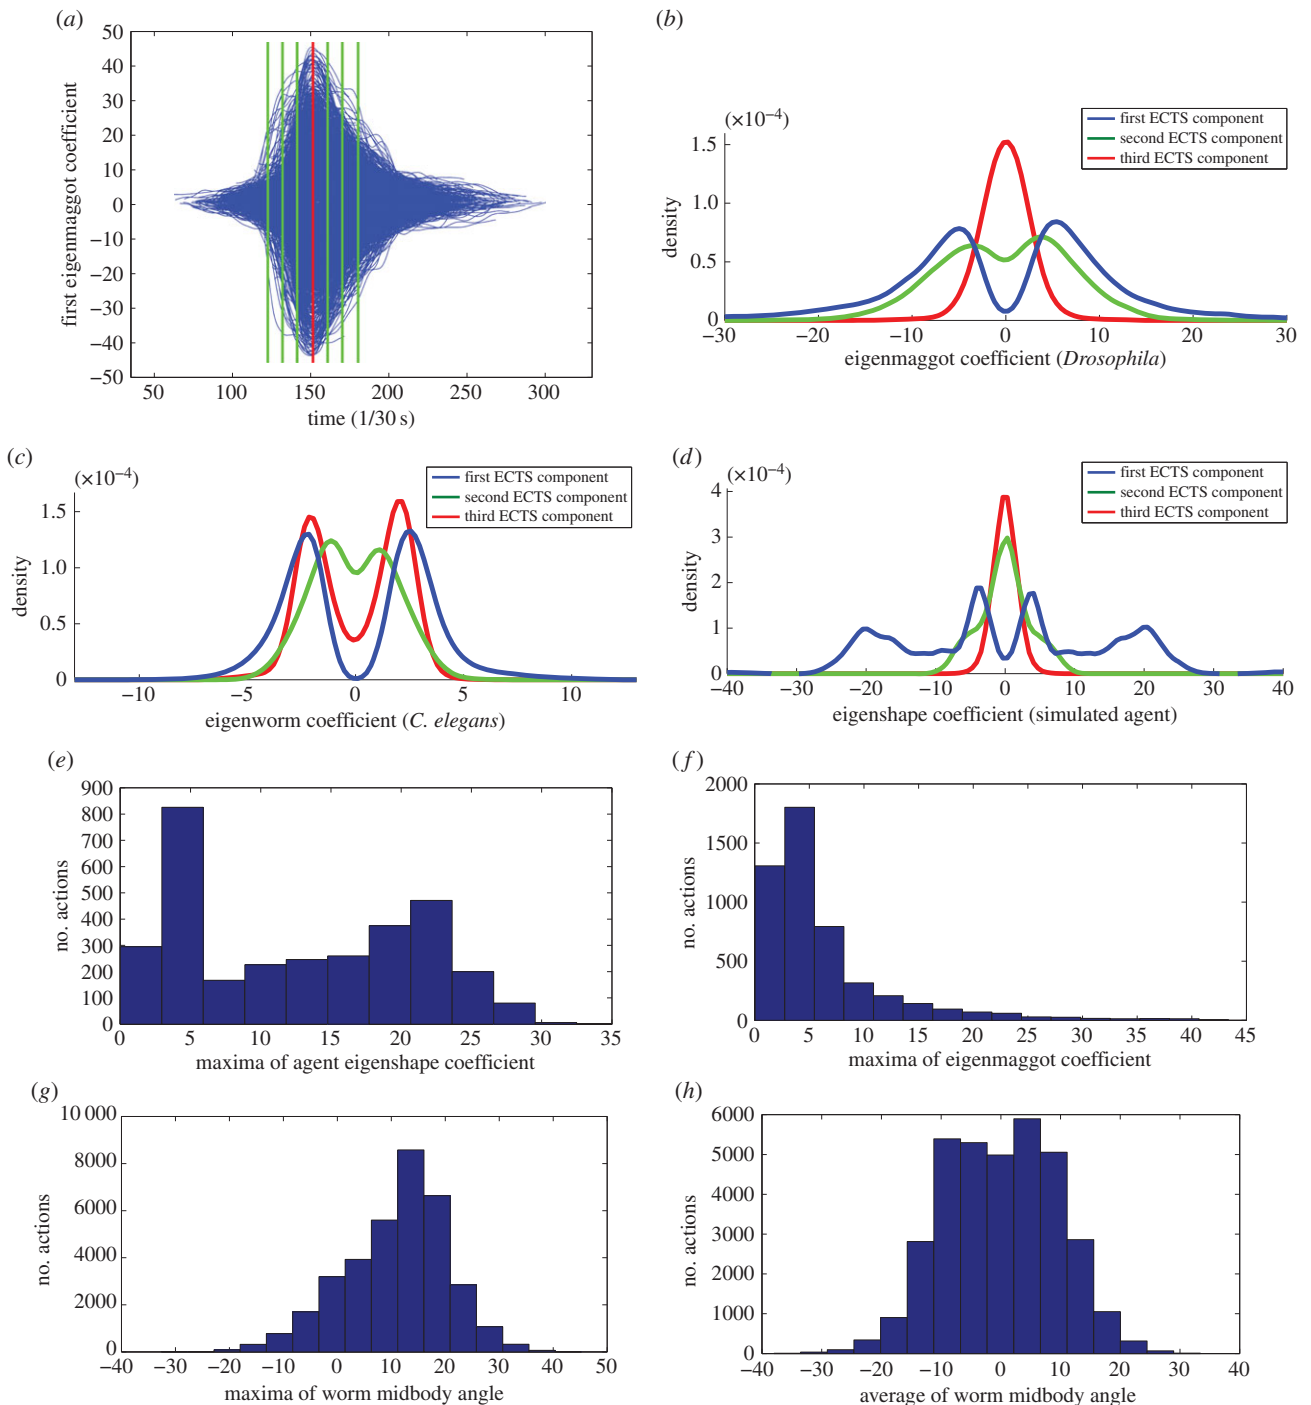 (a)
first eigenmaggot coefficient
50
40
30
20
10
0
−10
−20
−30
−40
−50
50 100 150 200 250 300
time (1/30 s)
(b)
(×10⁻⁴)
first ECTS component
second ECTS component
third ECTS component
density
1.5
1.0
0.5
0
−30 −20 −10 0 10 20 30
eigenmaggot coefficient (Drosophila)
(c)
(×10⁻⁴)
first ECTS component
second ECTS component
third ECTS component
density
1.5
1.0
0.5
0
−10 −5 0 5 10
eigenworm coefficient (C. elegans)
(d)
(×10⁻⁴)
first ECTS component
second ECTS component
third ECTS component
density
4
3
2
1
0
−40 −30 −20 −10 0 10 20 30 40
eigenshape coefficient (simulated agent)
(e)
no. actions
900
800
700
600
500
400
300
200
100
0
0 5 10 15 20 25 30 35
maxima of agent eigenshape coefficient
(f)
no. actions
2000
1500
1000
500
0
0 5 10 15 20 25 30 35 40 45
maxima of eigenmaggot coefficient
(g)
no. actions
10 000
8000
6000
4000
2000
0
−40 −30 −20 −10 0 10 20 30 40 50
maxima of worm midbody angle
(h)
no. actions
6000
5000
4000
3000
2000
1000
0
−40 −30 −20 −10 0 10 20 30 40
average of worm midbody angle